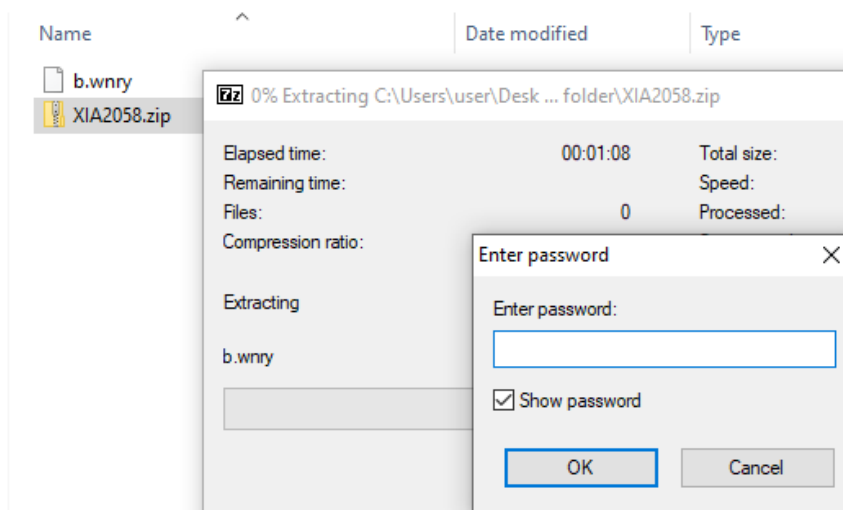 Name Date modified Type
b.wnry
XIA2058.zip
7z 0% Extracting C:\Users\user\Desk ... folder\XIA2058.zip
Elapsed time: 00:01:08 Total size:
Remaining time: Speed:
Files: 0 Processed:
Compression ratio:
Enter password
Extracting
Enter password:
b.wnry
Show password
OK Cancel